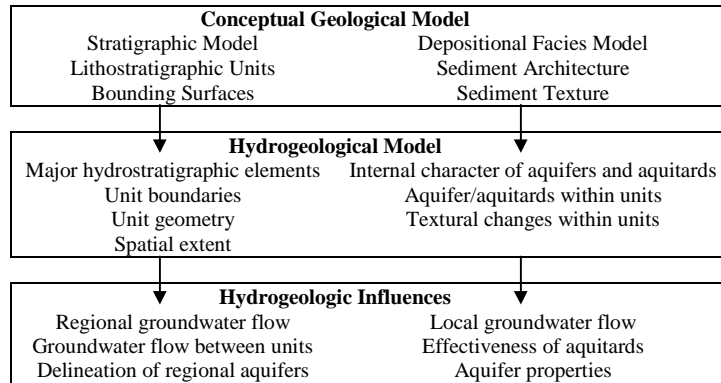 Conceptual Geological Model
Stratigraphic Model
Lithostratigraphic Units
Bounding Surfaces
Depositional Facies Model
Sediment Architecture
Sediment Texture
Hydrogeological Model
Major hydrostratigraphic elements
Unit boundaries
Unit geometry
Spatial extent
Internal character of aquifers and aquitards
Aquifer/aquitards within units
Textural changes within units
Hydrogeologic Influences
Regional groundwater flow
Groundwater flow between units
Delineation of regional aquifers
Local groundwater flow
Effectiveness of aquitards
Aquifer properties